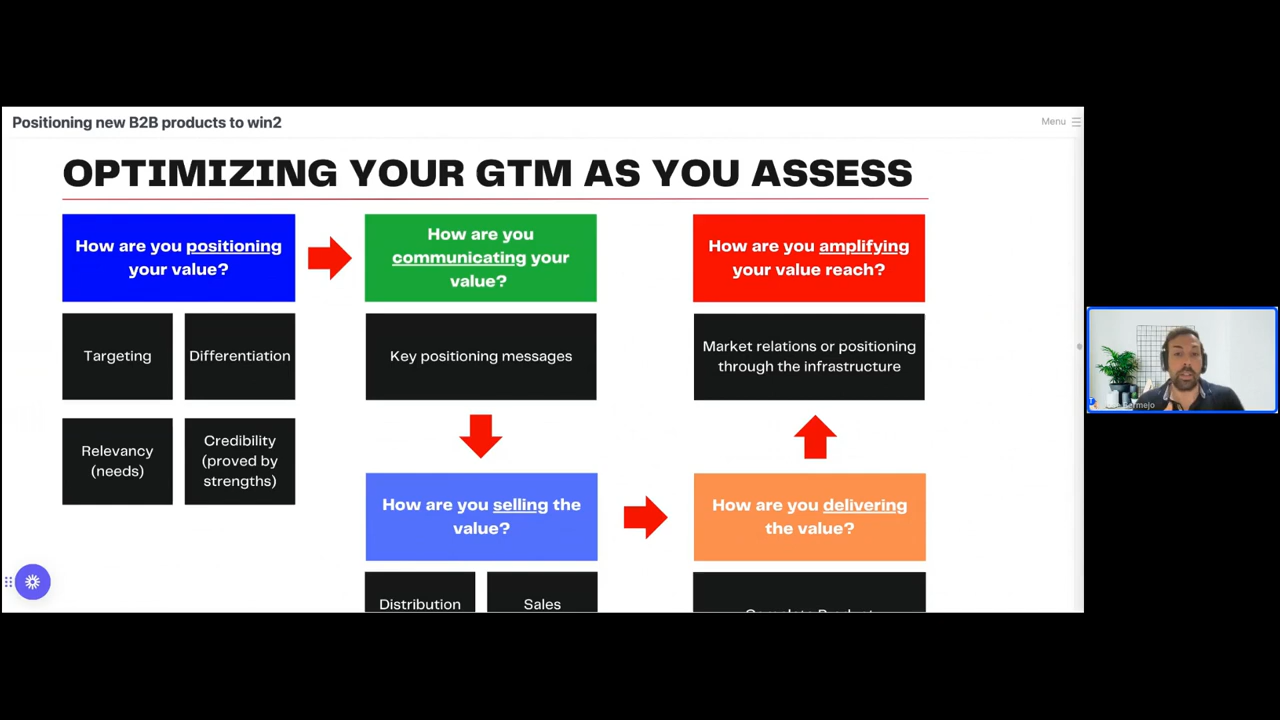 Positioning new B2B products to win2
Menu
OPTIMIZING YOUR GTM AS YOU ASSESS
How are you positioning
your value?
Targeting
Differentiation
Relevancy
(needs)
Credibility
(proved by
strengths)
How are you
communicating your
value?
Key positioning messages
How are you selling the
value?
Distribution
Sales
How are you delivering
the value?
Complete Product
How are you amplifying
your value reach?
Market relations or positioning
through the infrastructure